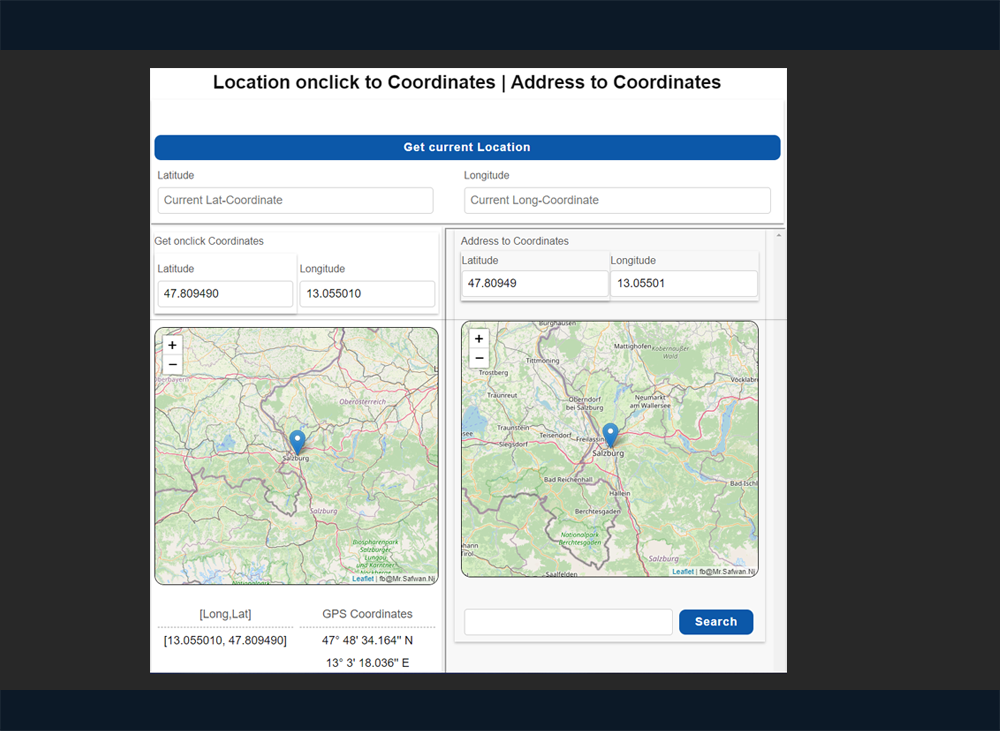 Location onclick to Coordinates | Address to Coordinates
Get current Location
Latitude
Longitude
Current Lat-Coordinate
Current Long-Coordinate
Get onclick Coordinates
Latitude
Longitude
47.809490
13.055010
+
−
Oberösterreich
Salzburg
Salzburg
Biosphärenpark
Salzburger
Lungau
und Kärntner
Nockberge
Nationalpark
Leaflet | fb@Mr.Safwan.Nj
[Long,Lat]
GPS Coordinates
[13.055010, 47.809490]
47° 48' 34.164'' N
13° 3' 18.036'' E
Address to Coordinates
Latitude
Longitude
47.80949
13.05501
+
−
Burghausen
Mattighofen
Kobernaußer
Wald
Tittmoning
Trostberg
Vöcklabru
Traunreut
Oberndorf
bei Salzburg
Neumarkt
am Wallersee
Traunstein
Teisendorf
Freilassing
see
Siegsdorf
Salzburg
Bad Reichenhall
Bad Ischl
Hallein
Berchtesgaden
Nationalpark
Berchtesgaden
hann
Tirol
Salzburg
Saalfelden
Leaflet | fb@Mr.Safwan.Nj
Search